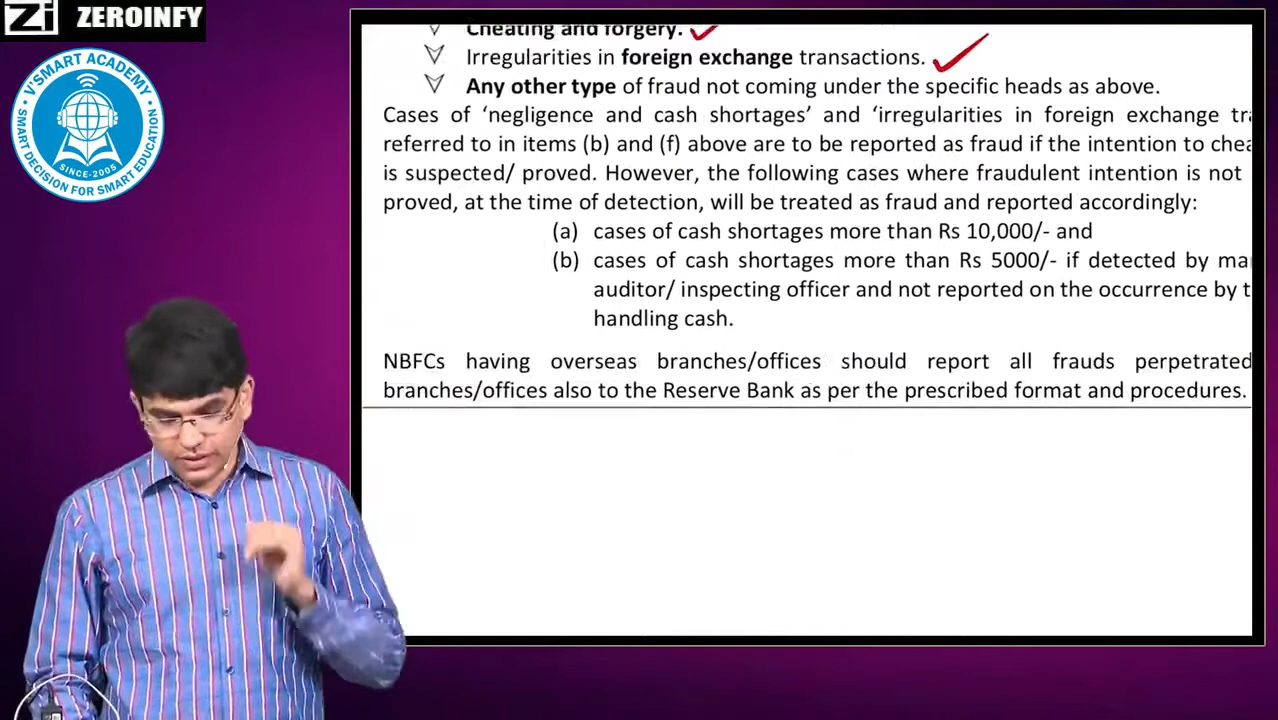 Zi ZEROINFY
V'SMART ACADEMY
SINCE-2005
SMART DECISION FOR SMART EDUCATION
Cheating and forgery.
Irregularities in foreign exchange transactions.
Any other type of fraud not coming under the specific heads as above.
Cases of ‘negligence and cash shortages’ and ‘irregularities in foreign exchange
referred to in items (b) and (f) above are to be reported as fraud if the intention to
is suspected/ proved. However, the following cases where fraudulent intention is not
proved, at the time of detection, will be treated as fraud and reported accordingly:
(a) cases of cash shortages more than Rs 10,000/- and
(b) cases of cash shortages more than Rs 5000/- if detected by
auditor/ inspecting officer and not reported on the occurrence by
handling cash.
NBFCs having overseas branches/offices should report all frauds perpetrated
branches/offices also to the Reserve Bank as per the prescribed format and procedures.